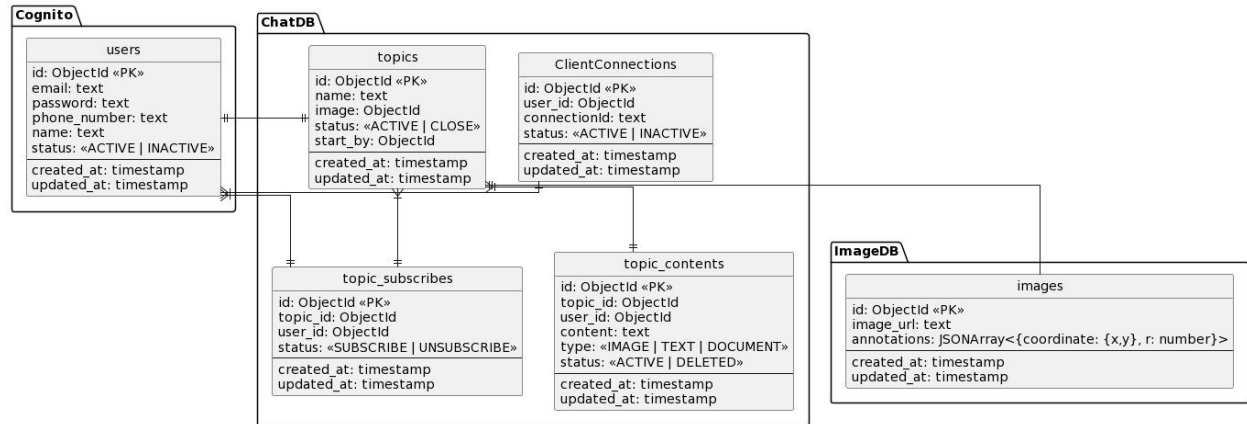 Cognito
users
id: ObjectId «PK»
email: text
password: text
phone_number: text
name: text
status: «ACTIVE | INACTIVE»
created_at: timestamp
updated_at: timestamp
ChatDB
topics
id: ObjectId «PK»
name: text
image: ObjectId
status: «ACTIVE | CLOSE»
start_by: ObjectId
created_at: timestamp
updated_at: timestamp
ClientConnections
id: ObjectId «PK»
user_id: ObjectId
connectionId: text
status: «ACTIVE | INACTIVE»
created_at: timestamp
updated_at: timestamp
topic_subscribes
id: ObjectId «PK»
topic_id: ObjectId
user_id: ObjectId
status: «SUBSCRIBE | UNSUBSCRIBE»
created_at: timestamp
updated_at: timestamp
topic_contents
id: ObjectId «PK»
topic_id: ObjectId
user_id: ObjectId
content: text
type: «IMAGE | TEXT | DOCUMENT»
status: «ACTIVE | DELETED»
created_at: timestamp
updated_at: timestamp
ImageDB
images
id: ObjectId «PK»
image_url: text
annotations: JSONArray<{coordinate: {x,y}, r: number}>
created_at: timestamp
updated_at: timestamp